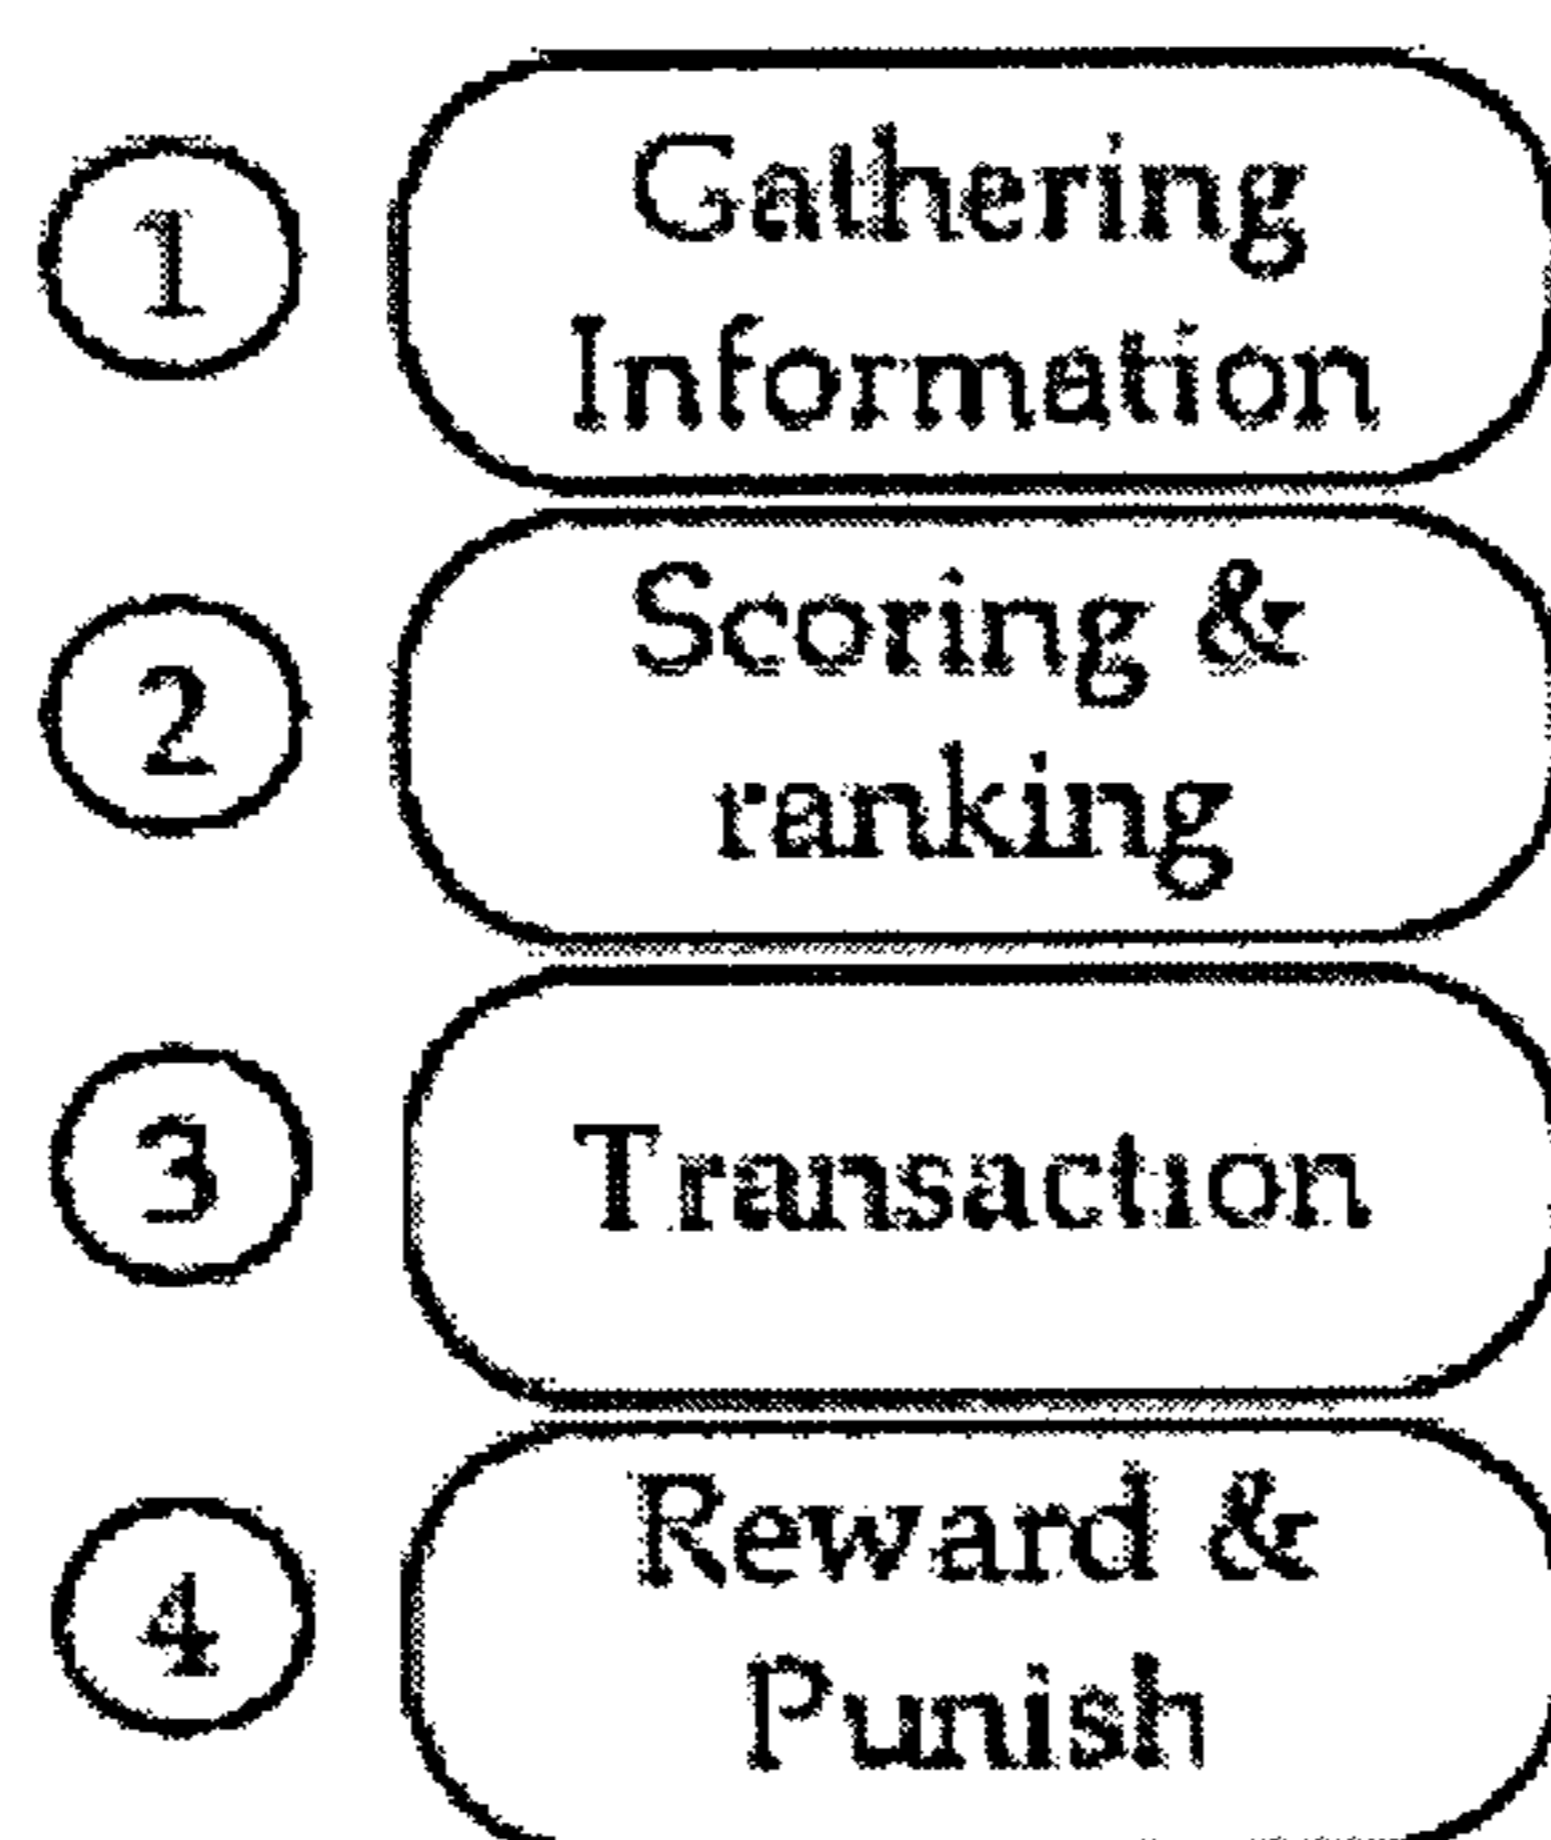 1
Gathering
Information
2
Scoring &
ranking
3
Transaction
4
Reward &
Punish